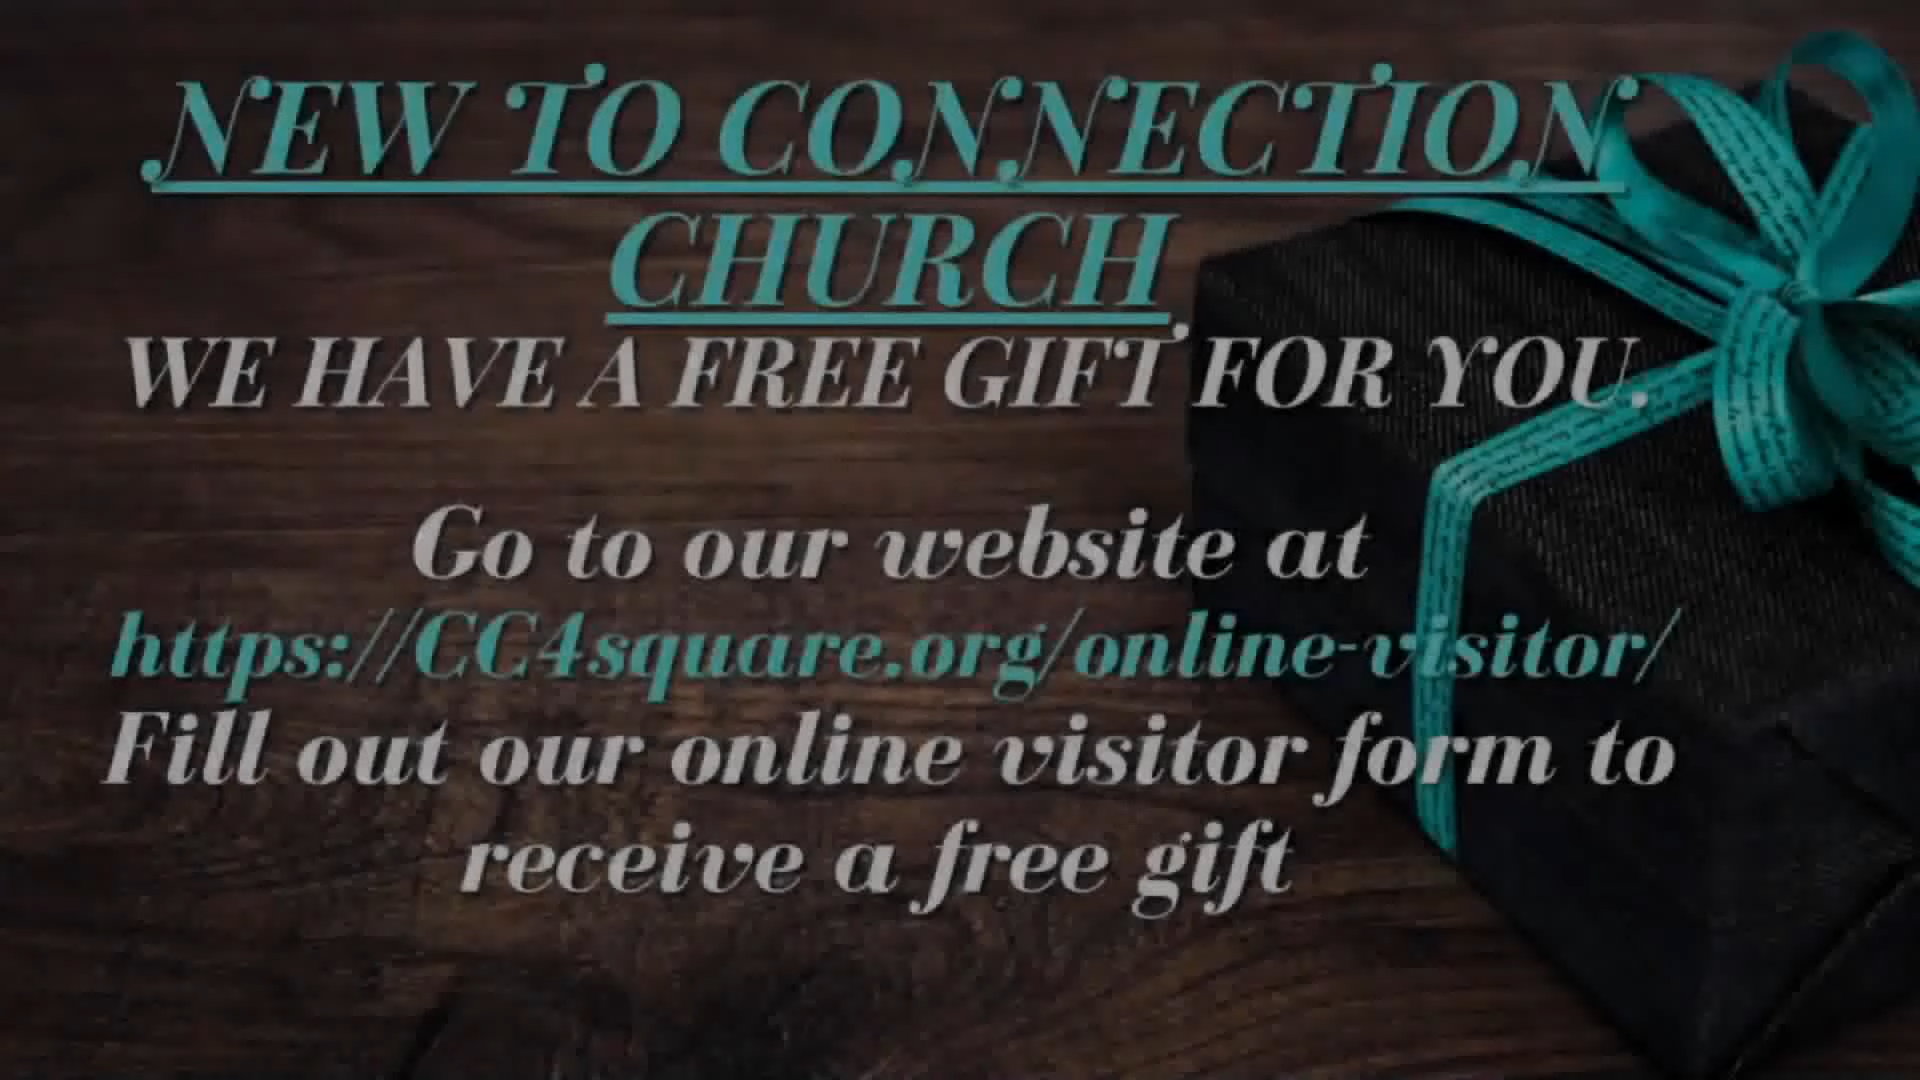 NEW TO CONNECTION
CHURCH
WE HAVE A FREE GIFT FOR YOU.
Go to our website at
https://CC4square.org/online-visitor/
Fill out our online visitor form to
receive a free gift